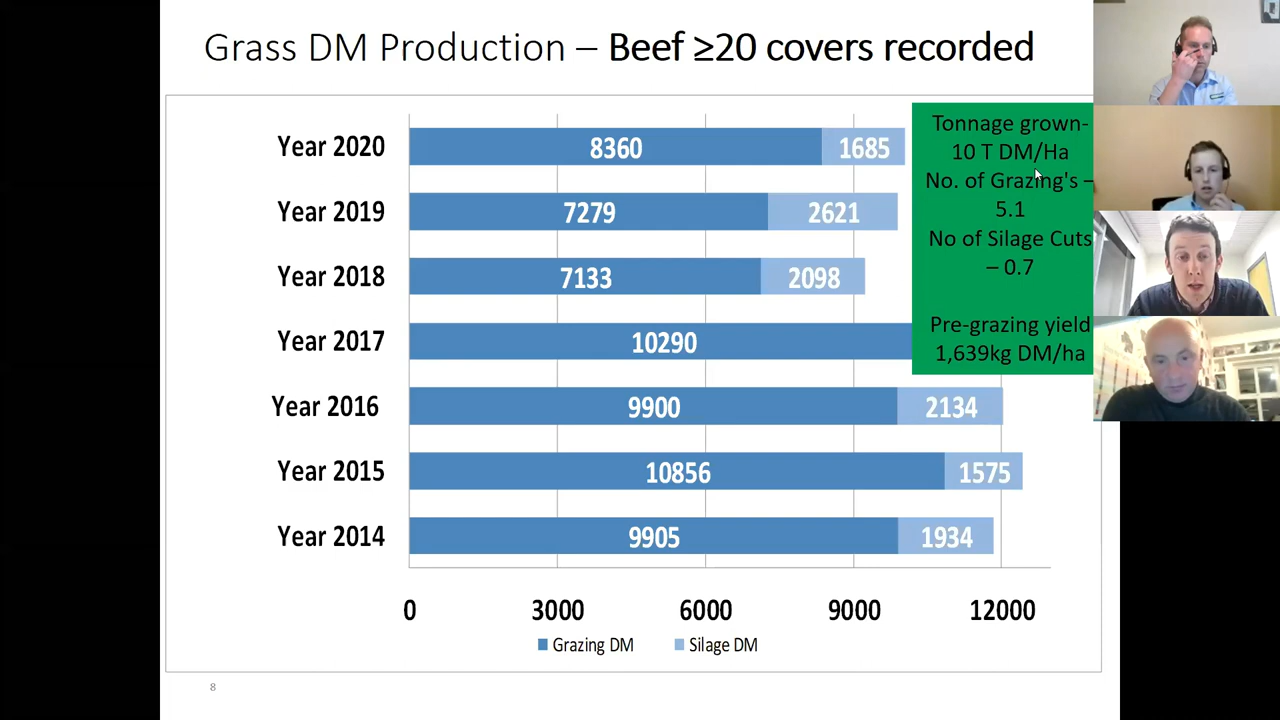 Grass DM Production – Beef ≥20 covers recorded
Year 2020
8360
1685
Year 2019
7279
2621
Year 2018
7133
2098
Year 2017
10290
Year 2016
9900
2134
Year 2015
10856
1575
Year 2014
9905
1934
0 3000 6000 9000 12000
Grazing DM Silage DM
Tonnage grown-
10 T DM/Ha
No. of Grazing's –
5.1
No of Silage Cuts
– 0.7
Pre-grazing yield
1,639kg DM/ha
8